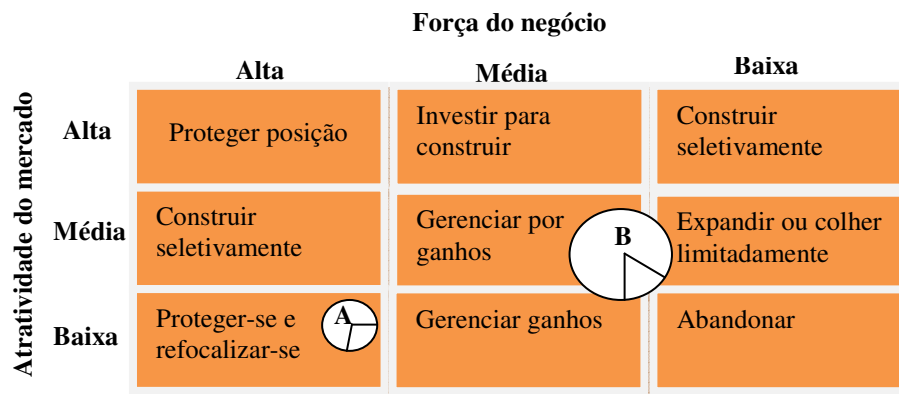 Força do negócio
Alta
Média
Baixa
Atratividade do mercado
Alta
Proteger posição
Investir para
construir
Construir
seletivamente
Média
Construir
seletivamente
Gerenciar por
ganhos
B
Expandir ou colher
limitadamente
Baixa
Proteger-se e
refocalizar-se
A
Gerenciar ganhos
Abandonar